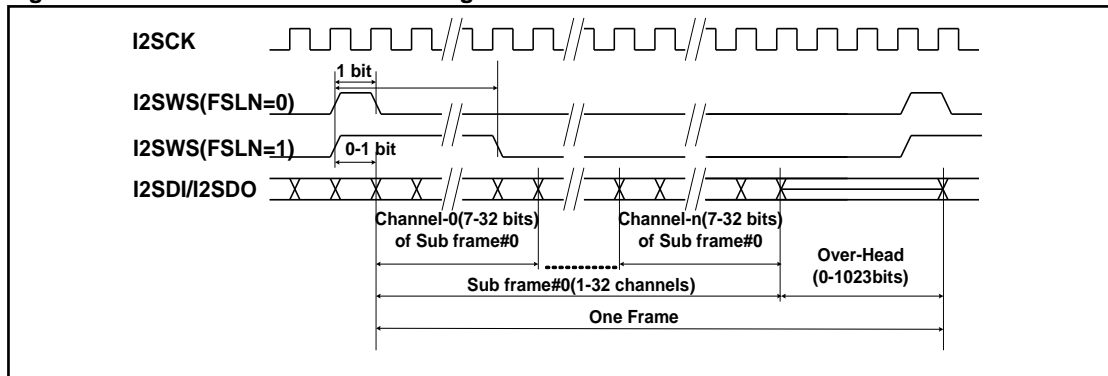 I2SCK
1 bit
I2SWS(FSLN=0)
I2SWS(FSLN=1)
0-1 bit
I2SDI/I2SDO
Channel-0(7-32 bits)
of Sub frame#0
Channel-n(7-32 bits)
of Sub frame#0
Over-Head
(0-1023bits)
Sub frame#0(1-32 channels)
One Frame